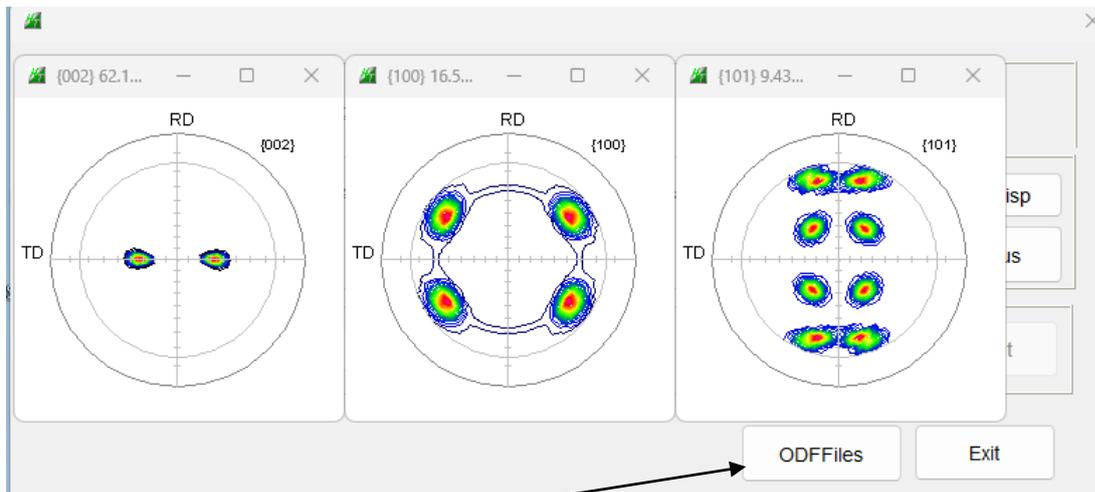 {002} 62.1...
{100} 16.5...
{101} 9.43...
RD
{002}
TD
RD
{100}
TD
RD
{101}
TD
isp
us
t
ODFFiles
Exit